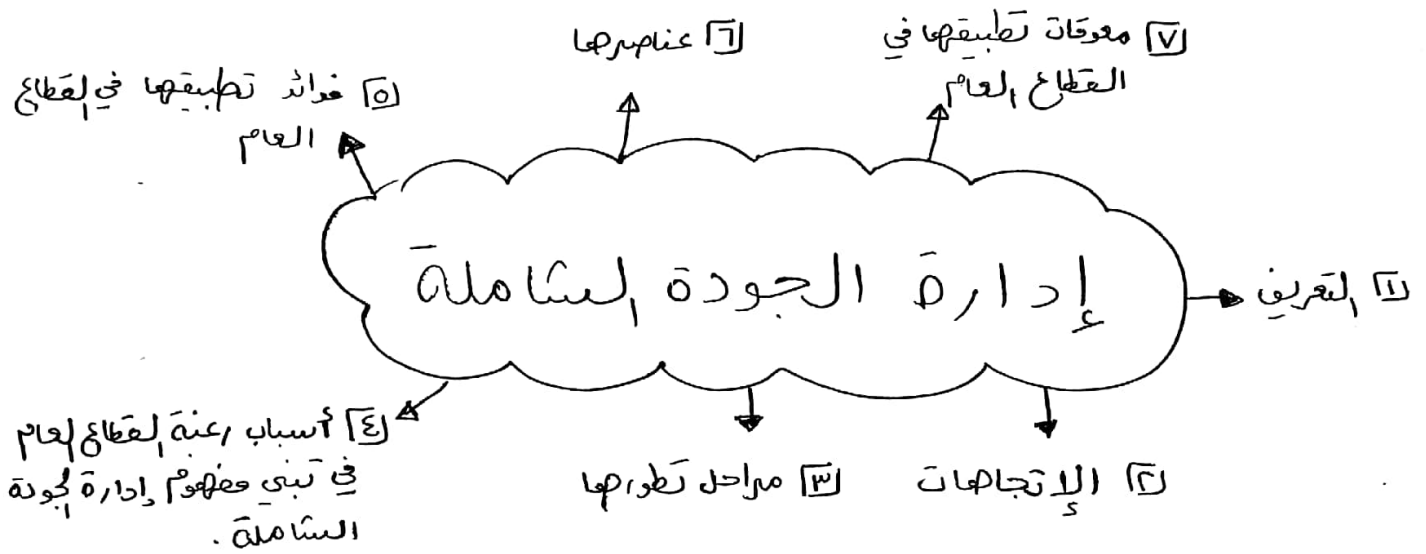 إدارة الجودة الشاملة
١ التعريف
٢ الإتجاهات
٣ مراحل تطورها
٤ أسباب رغبة القطاع العام
في تبني مفهوم إدارة الجودة
الشاملة .
٥ فوائد تطبيقها في القطاع
العام
٦ عناصرها
٧ معوقات تطبيقها في
القطاع العام